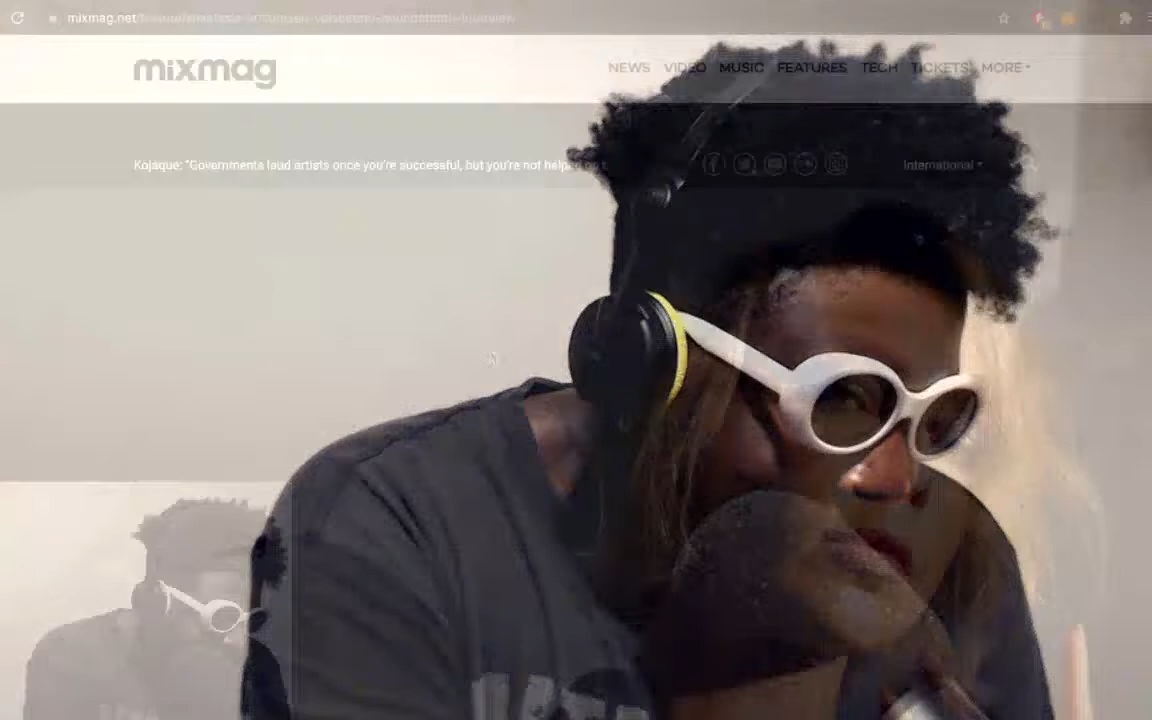 mixmag.net
mixmag
NEWS VIDEO MUSIC FEATURES TECH TICKETS MORE
Kojaque: "Governments laud artists once you're successful, but you're not help
International